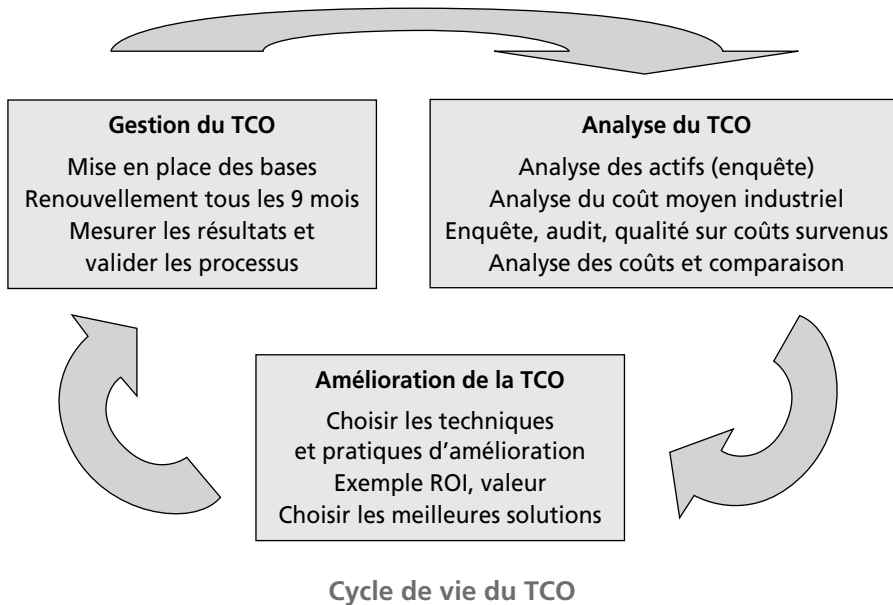 Gestion du TCO
Mise en place des bases
Renouvellement tous les 9 mois
Mesurer les résultats et
valider les processus
Analyse du TCO
Analyse des actifs (enquête)
Analyse du coût moyen industriel
Enquête, audit, qualité sur coûts survenus
Analyse des coûts et comparaison
Amélioration de la TCO
Choisir les techniques
et pratiques d’amélioration
Exemple ROI, valeur
Choisir les meilleures solutions
Cycle de vie du TCO